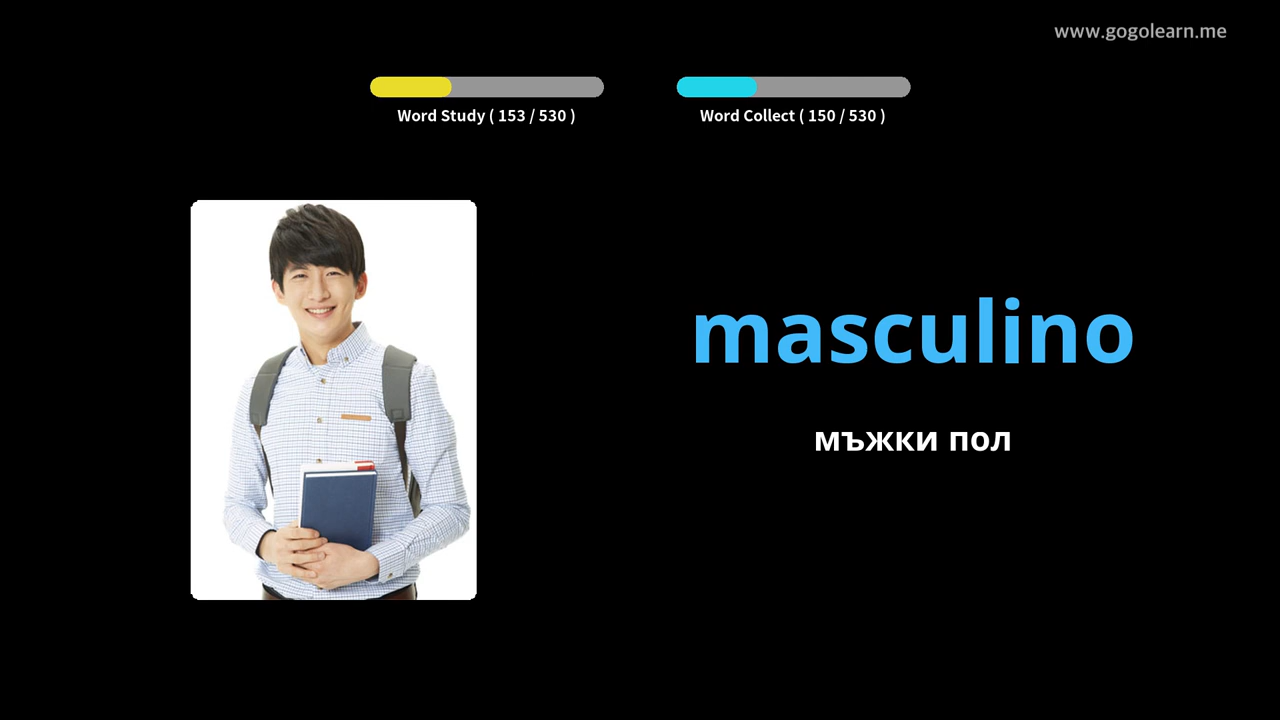 www.gogolearn.me
Word Study ( 153 / 530 )
Word Collect ( 150 / 530 )
masculino
мъжки пол